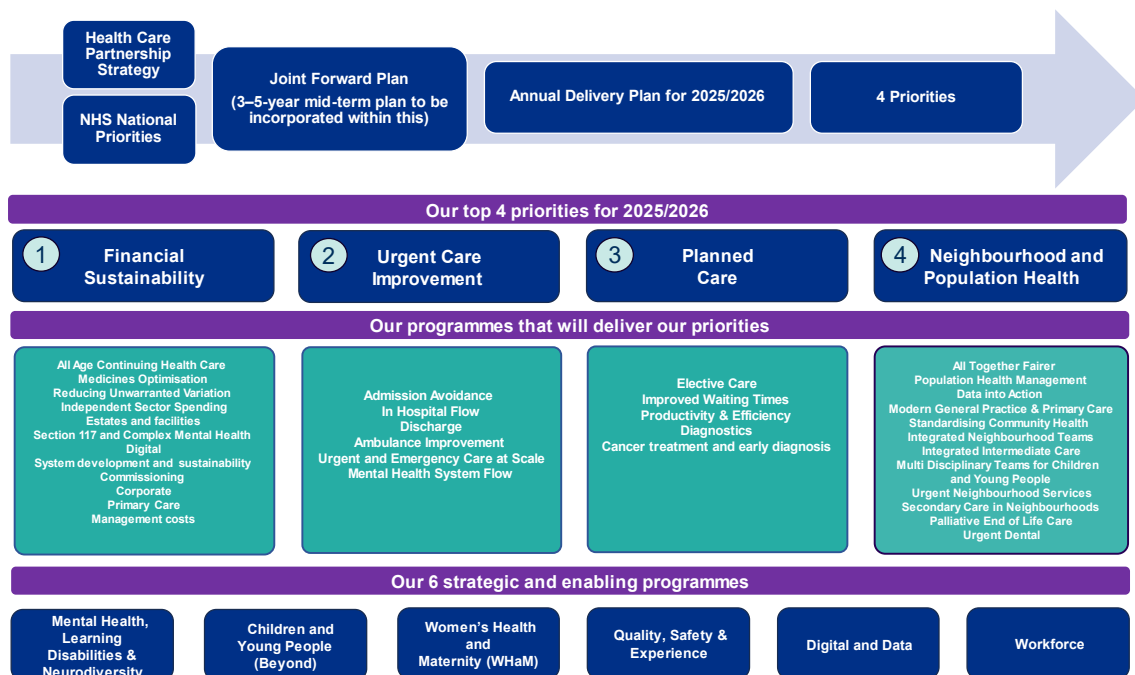 Health Care
Partnership
Strategy
NHS National
Priorities
Joint Forward Plan
(3–5-year mid-term plan to be
incorporated within this)
Annual Delivery Plan for 2025/2026
4 Priorities
Our top 4 priorities for 2025/2026
1
Financial
Sustainability
2
Urgent Care
Improvement
3
Planned
Care
4
Neighbourhood and
Population Health
Our programmes that will deliver our priorities
All Age Continuing Health Care
Medicines Optimisation
Reducing Unwarranted Variation
Independent Sector Spending
Estates and facilities
Section 117 and Complex Mental Health
Digital
System development and sustainability
Commissioning
Corporate
Primary Care
Management costs
Admission Avoidance
In Hospital Flow
Discharge
Ambulance Improvement
Urgent and Emergency Care at Scale
Mental Health System Flow
Elective Care
Improved Waiting Times
Productivity & Efficiency
Diagnostics
Cancer treatment and early diagnosis
All Together Fairer
Population Health Management
Data into Action
Modern General Practice & Primary Care
Standardising Community Health
Integrated Neighbourhood Teams
Integrated Intermediate Care
Multi Disciplinary Teams for Children
and Young People
Urgent Neighbourhood Services
Secondary Care in Neighbourhoods
Palliative End of Life Care
Urgent Dental
Our 6 strategic and enabling programmes
Mental Health,
Learning
Disabilities &
Neurodiversity
Children and
Young People
(Beyond)
Women's Health
and
Maternity (WHaM)
Quality, Safety &
Experience
Digital and Data
Workforce